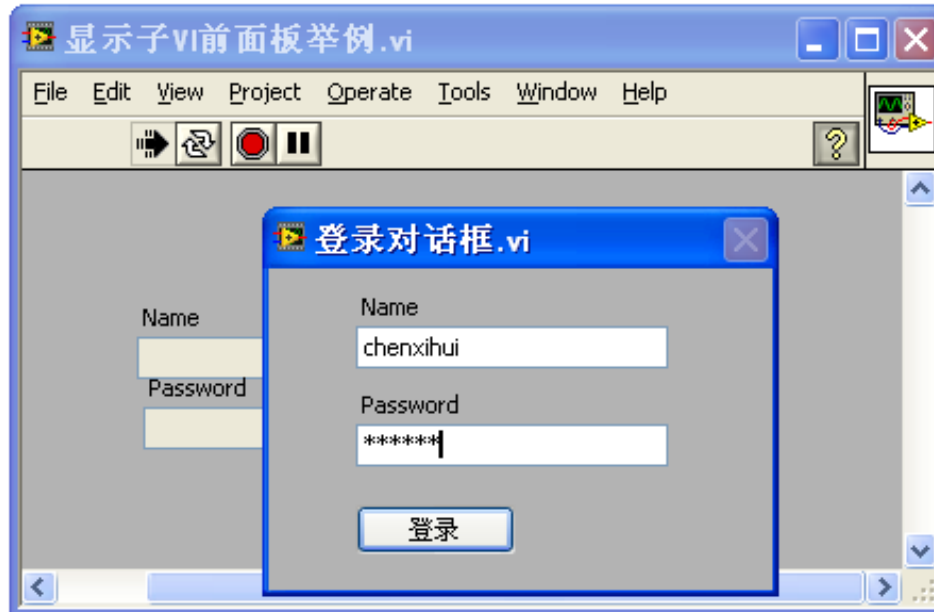 显示子VI前面板举例.vi
File Edit View Project Operate Tools Window Help
登录对话框.vi
Name
Password
Name
chenxihui
Password
******
登录